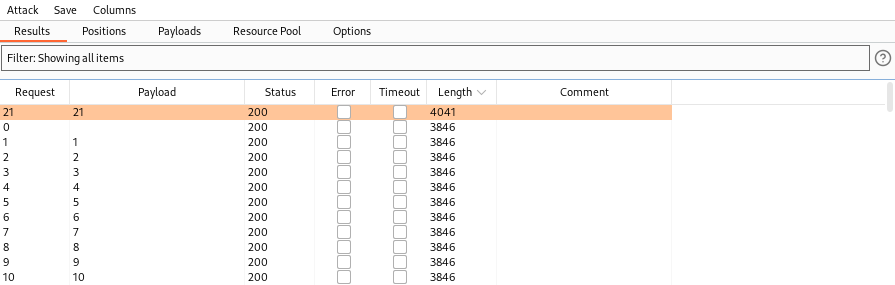 Attack Save Columns
Results Positions Payloads Resource Pool Options
Filter: Showing all items
?
Request Payload Status Error Timeout Length Comment
21 21 200 4041
0 200 3846
1 1 200 3846
2 2 200 3846
3 3 200 3846
4 4 200 3846
5 5 200 3846
6 6 200 3846
7 7 200 3846
8 8 200 3846
9 9 200 3846
10 10 200 3846